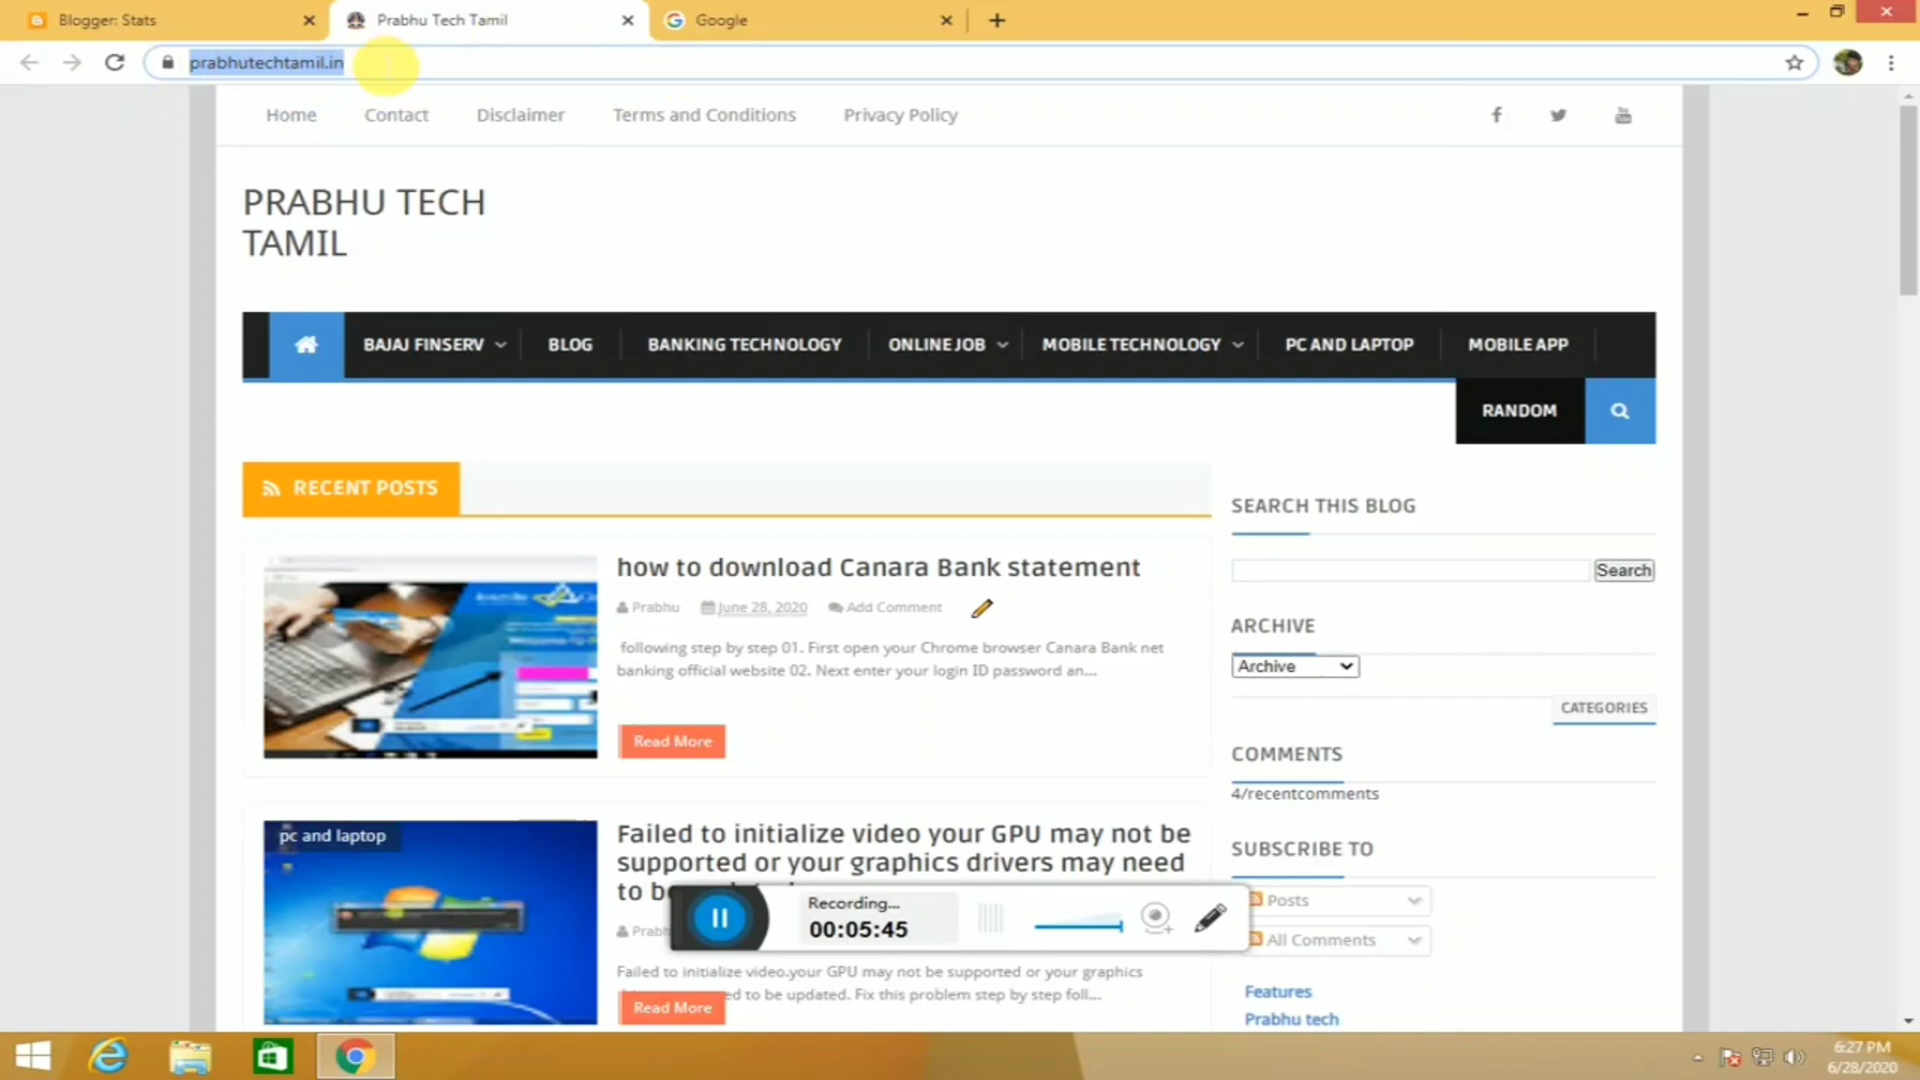 Blogger: Stats
Prabhu Tech Tamil
Google
prabhutechtamil.in
Home
Contact
Disclaimer
Terms and Conditions
Privacy Policy
PRABHU TECH
TAMIL
BAJAJ FINSERV
BLOG
BANKING TECHNOLOGY
ONLINE JOB
MOBILE TECHNOLOGY
PC AND LAPTOP
MOBILE APP
RANDOM
RECENT POSTS
how to download Canara Bank statement
Prabhu
June 28, 2020
Add Comment
following step by step 01. First open your Chrome browser Canara Bank net
banking official website 02. Next enter your login ID password an...
Read More
pc and laptop
Failed to initialize video your GPU may not be
supported or your graphics drivers may need
to
Failed to initialize video.your GPU may not be supported or your graphics
ed to be updated. Fix this problem step by step foll...
Read More
SEARCH THIS BLOG
Search
ARCHIVE
Archive
CATEGORIES
COMMENTS
4/recentcomments
SUBSCRIBE TO
Posts
All Comments
Features
Prabhu tech
Recording...
00:05:45
6:27 PM
6/28/2020